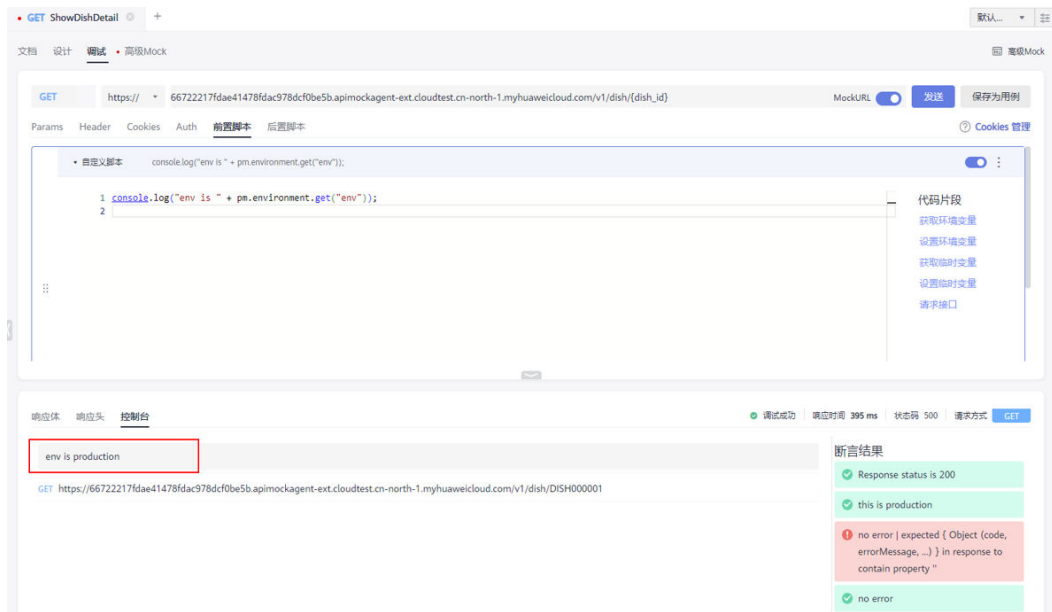 GET ShowDishDetail
默认...
文档 设计 调试 高级Mock
高级Mock
GET https:// 66722217fdae41478fdac978dcf0be5b.apimockagent-ext.cloudtest.cn-north-1.myhuaweicloud.com/v1/dish/{dish_id} MockURL 发送 保存为用例
Params Header Cookies Auth 前置脚本 后置脚本 Cookies 管理
自定义脚本 console.log("env is " + pm.environment.get("env"));
1 console.log("env is " + pm.environment.get("env"));
2
代码片段
获取环境变量
设置环境变量
获取临时变量
设置临时变量
请求接口
响应体 响应头 控制台 调试成功 响应时间 395 ms 状态码 500 请求方式 GET
env is production
GET https://66722217fdae41478fdac978dcf0be5b.apimockagent-ext.cloudtest.cn-north-1.myhuaweicloud.com/v1/dish/DISH000001
断言结果
Response status is 200
this is production
no error | expected { Object (code,
errorMessage, ...) } in response to
contain property ''
no error